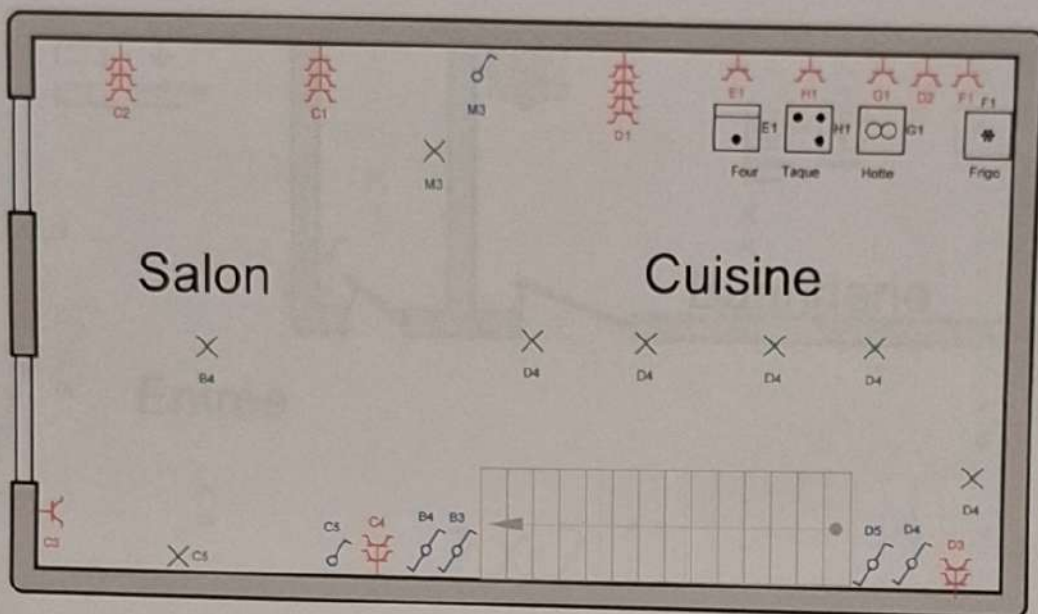 C2
C1
M3
D1
E1
H1
G1
D2
F1
F1
E1
H1
G1
Four
Taque
Hotte
Frigo
M3
Salon
Cuisine
B4
D4
D4
D4
D4
D4
C5
C4
B4
B3
C5
D5
D4
D3